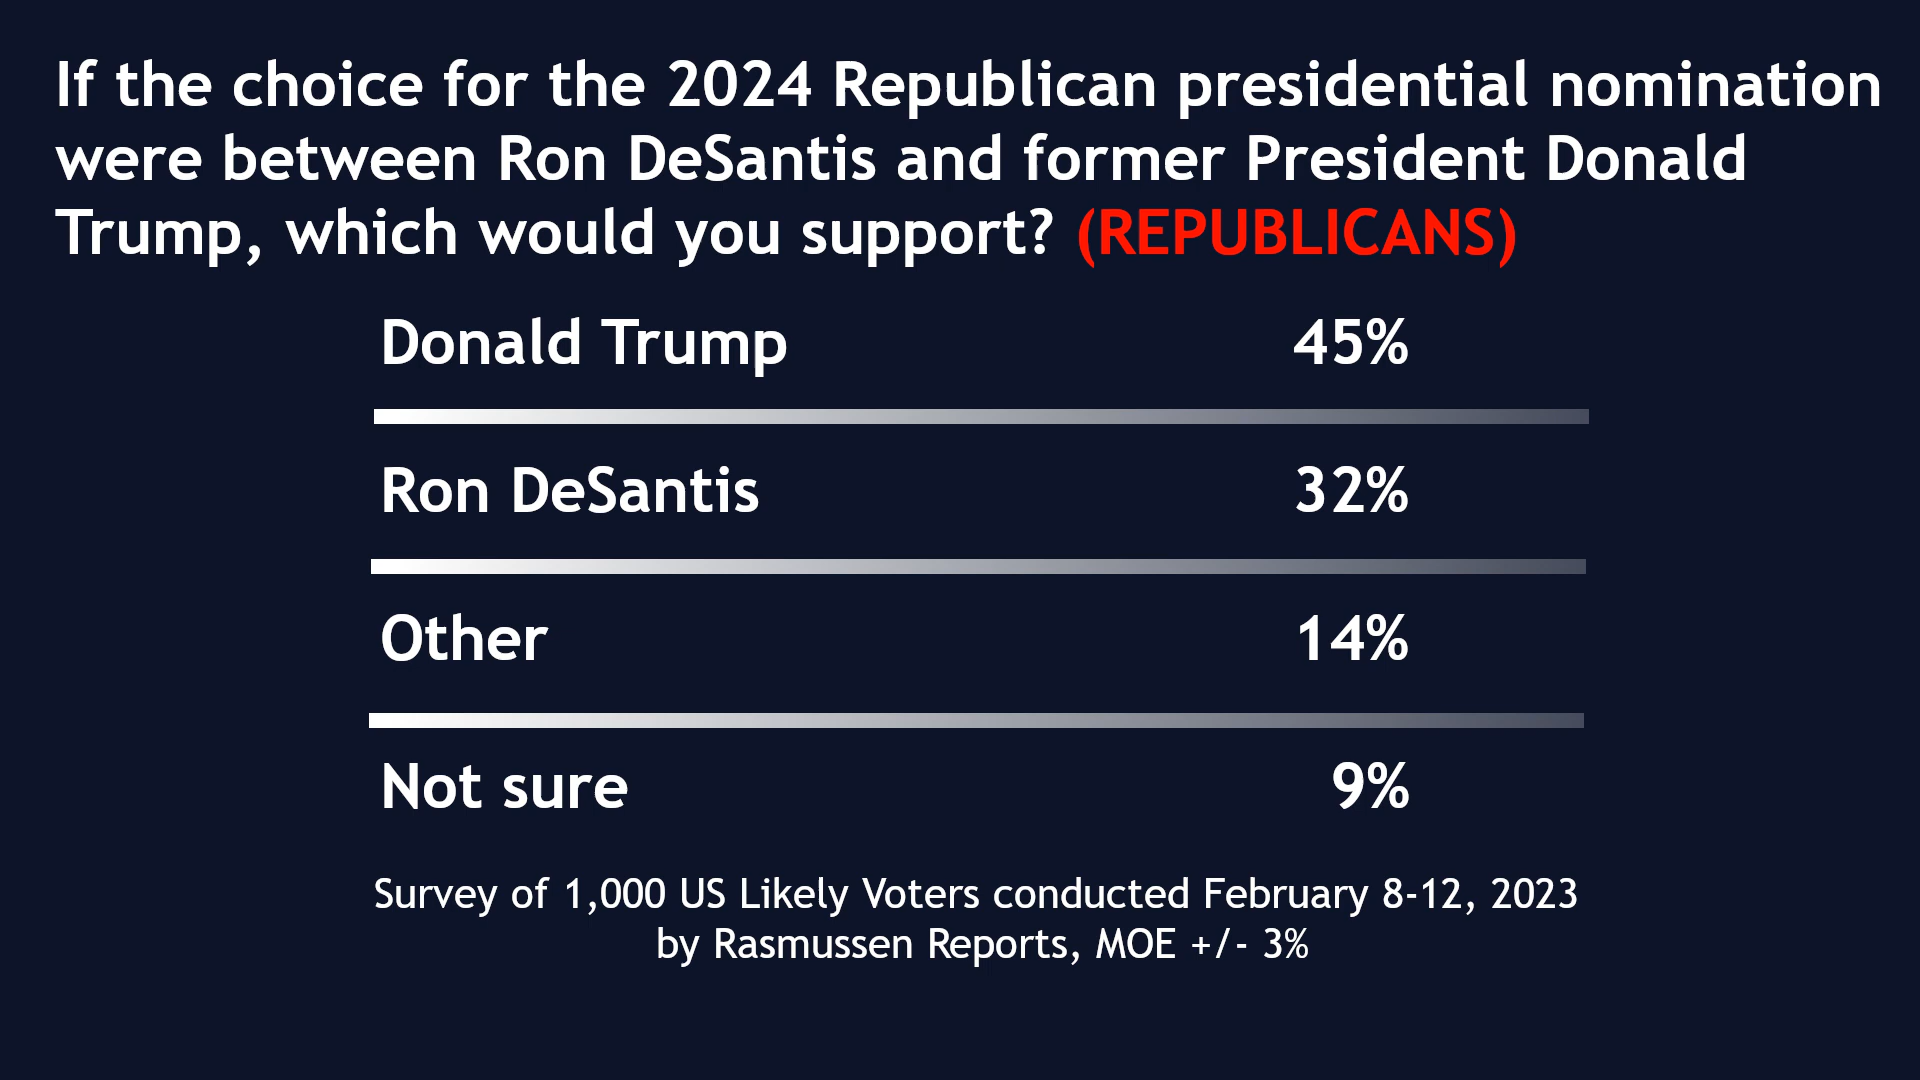 If the choice for the 2024 Republican presidential nomination
were between Ron DeSantis and former President Donald
Trump, which would you support? (REPUBLICANS)
Donald Trump 45%
Ron DeSantis 32%
Other 14%
Not sure 9%
Survey of 1,000 US Likely Voters conducted February 8-12, 2023
by Rasmussen Reports, MOE +/- 3%